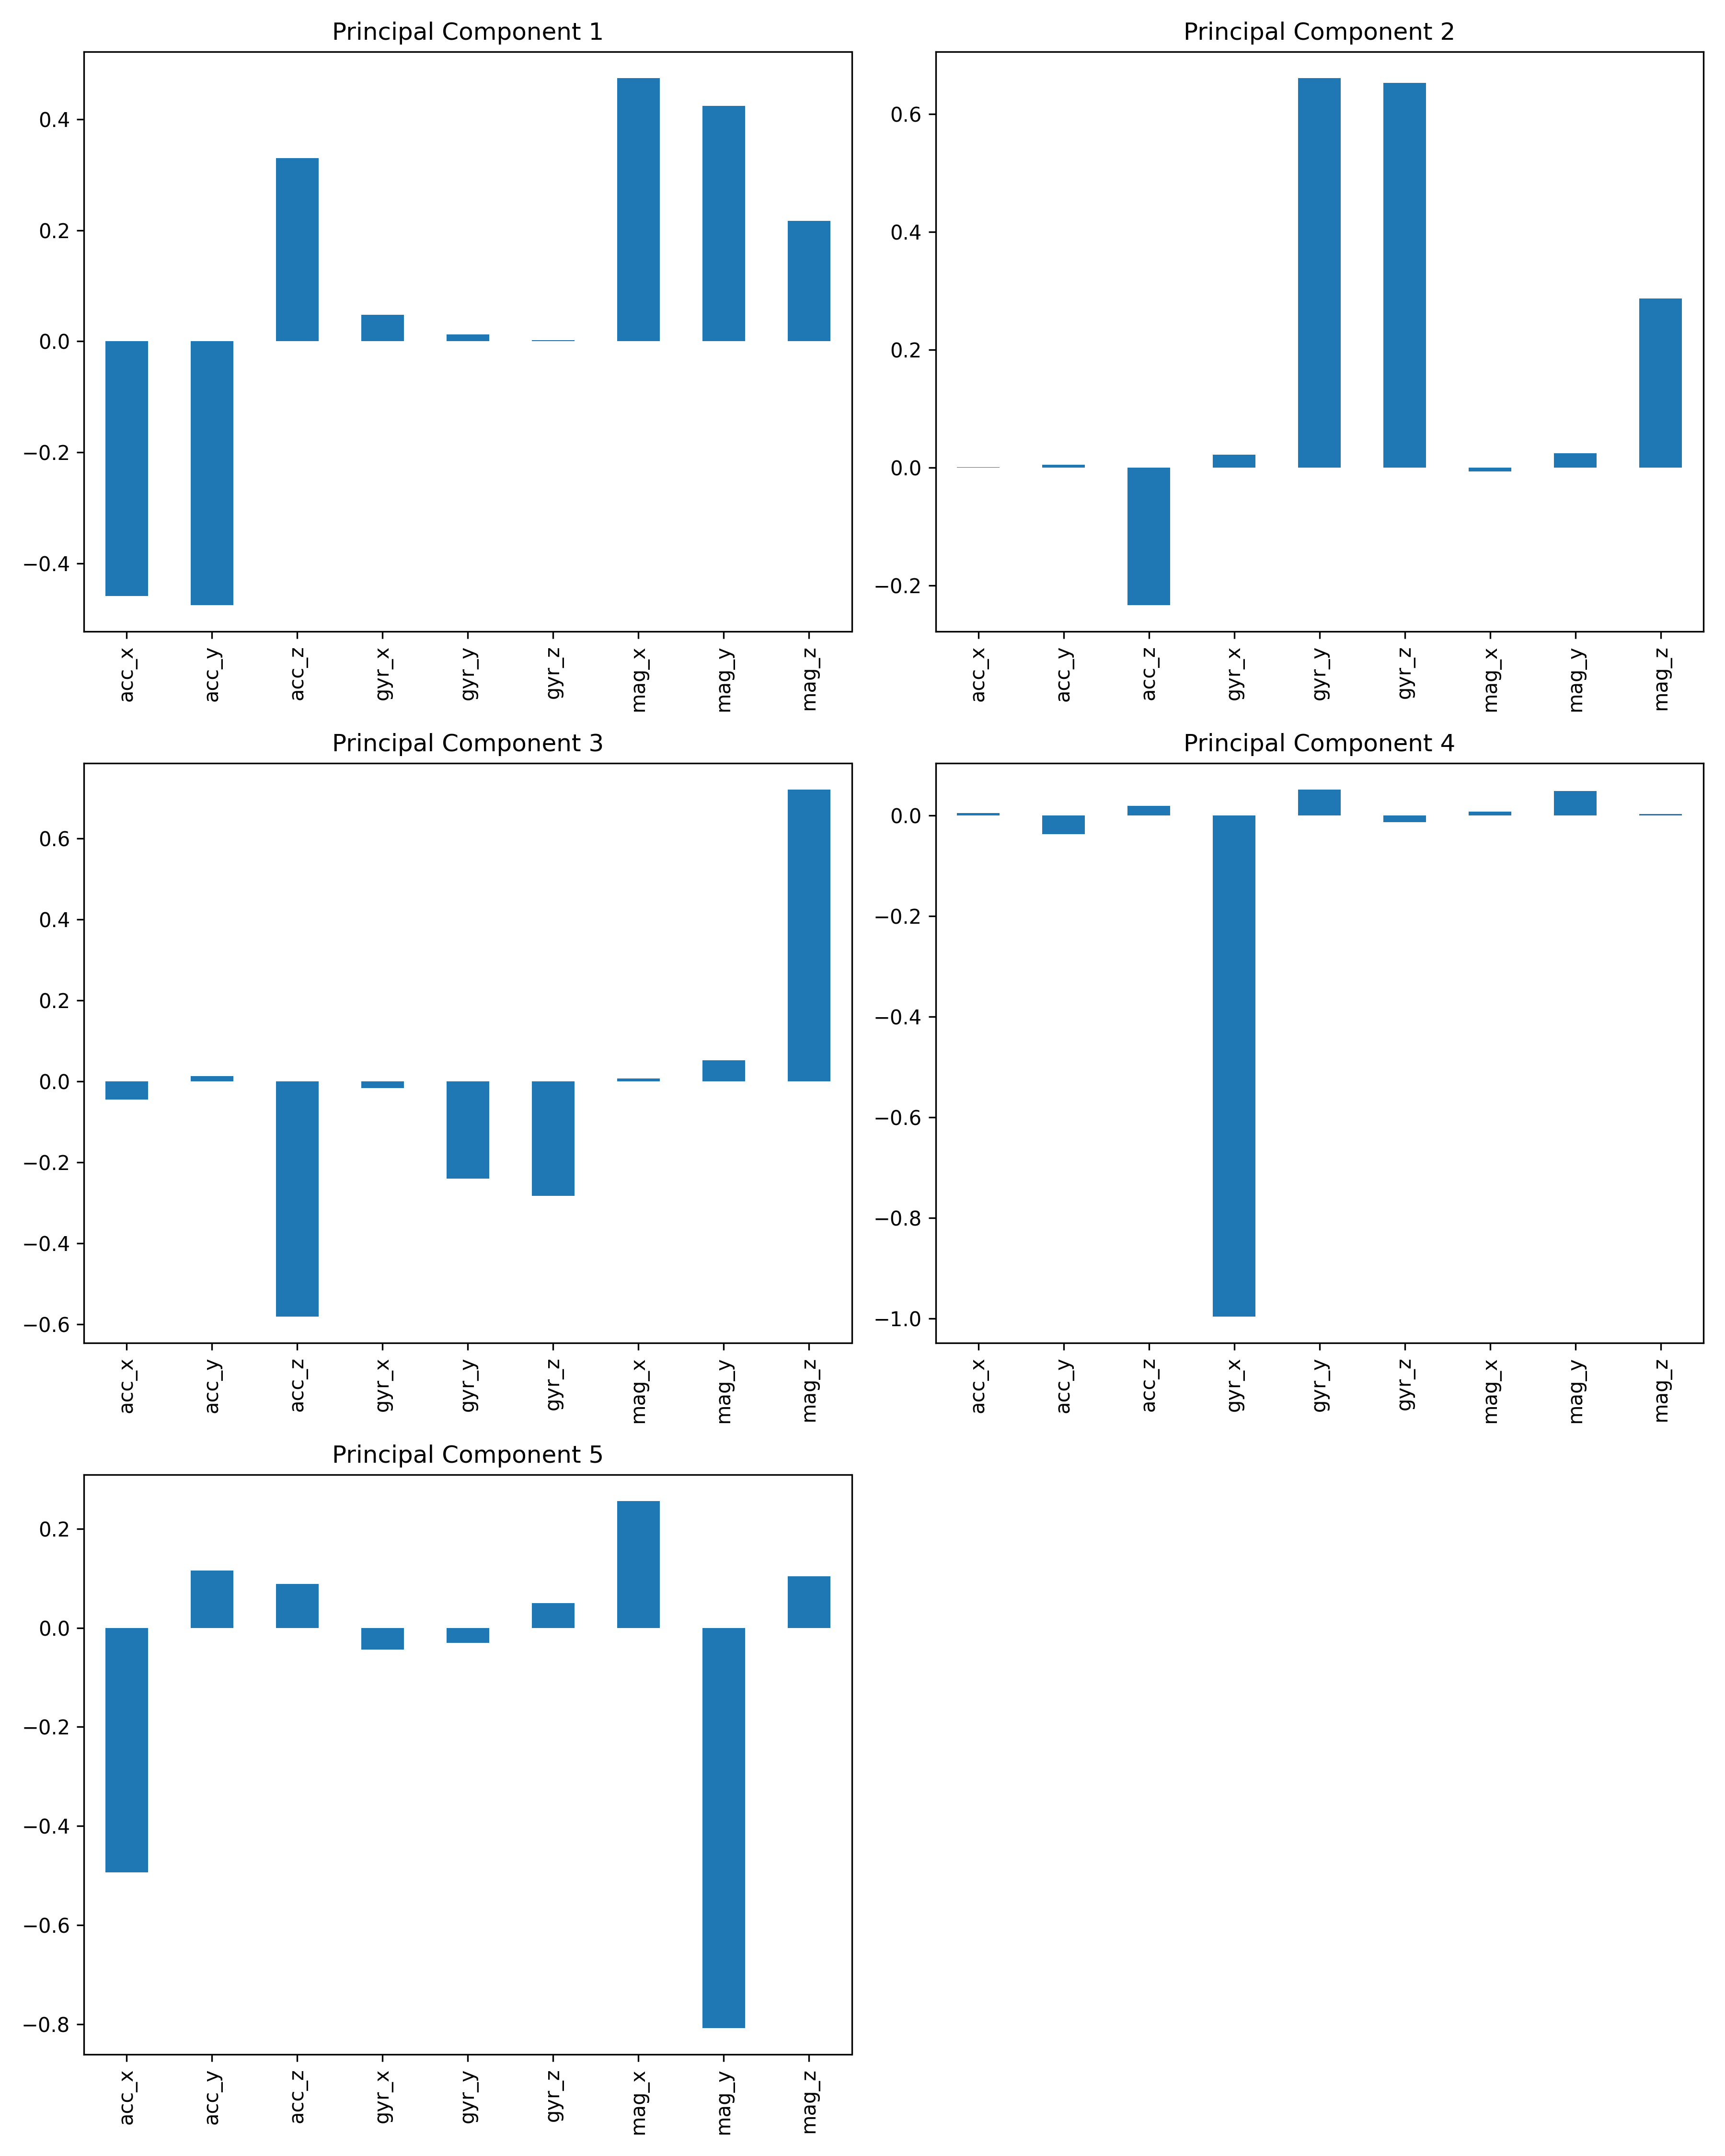 Principal Component 1
0.4
0.2
0.0
−0.2
−0.4
acc_x
acc_y
acc_z
gyr_x
gyr_y
gyr_z
mag_x
mag_y
mag_z
Principal Component 2
0.6
0.4
0.2
0.0
−0.2
acc_x
acc_y
acc_z
gyr_x
gyr_y
gyr_z
mag_x
mag_y
mag_z
Principal Component 3
0.6
0.4
0.2
0.0
−0.2
−0.4
−0.6
acc_x
acc_y
acc_z
gyr_x
gyr_y
gyr_z
mag_x
mag_y
mag_z
Principal Component 4
0.0
−0.2
−0.4
−0.6
−0.8
−1.0
acc_x
acc_y
acc_z
gyr_x
gyr_y
gyr_z
mag_x
mag_y
mag_z
Principal Component 5
0.2
0.0
−0.2
−0.4
−0.6
−0.8
acc_x
acc_y
acc_z
gyr_x
gyr_y
gyr_z
mag_x
mag_y
mag_z